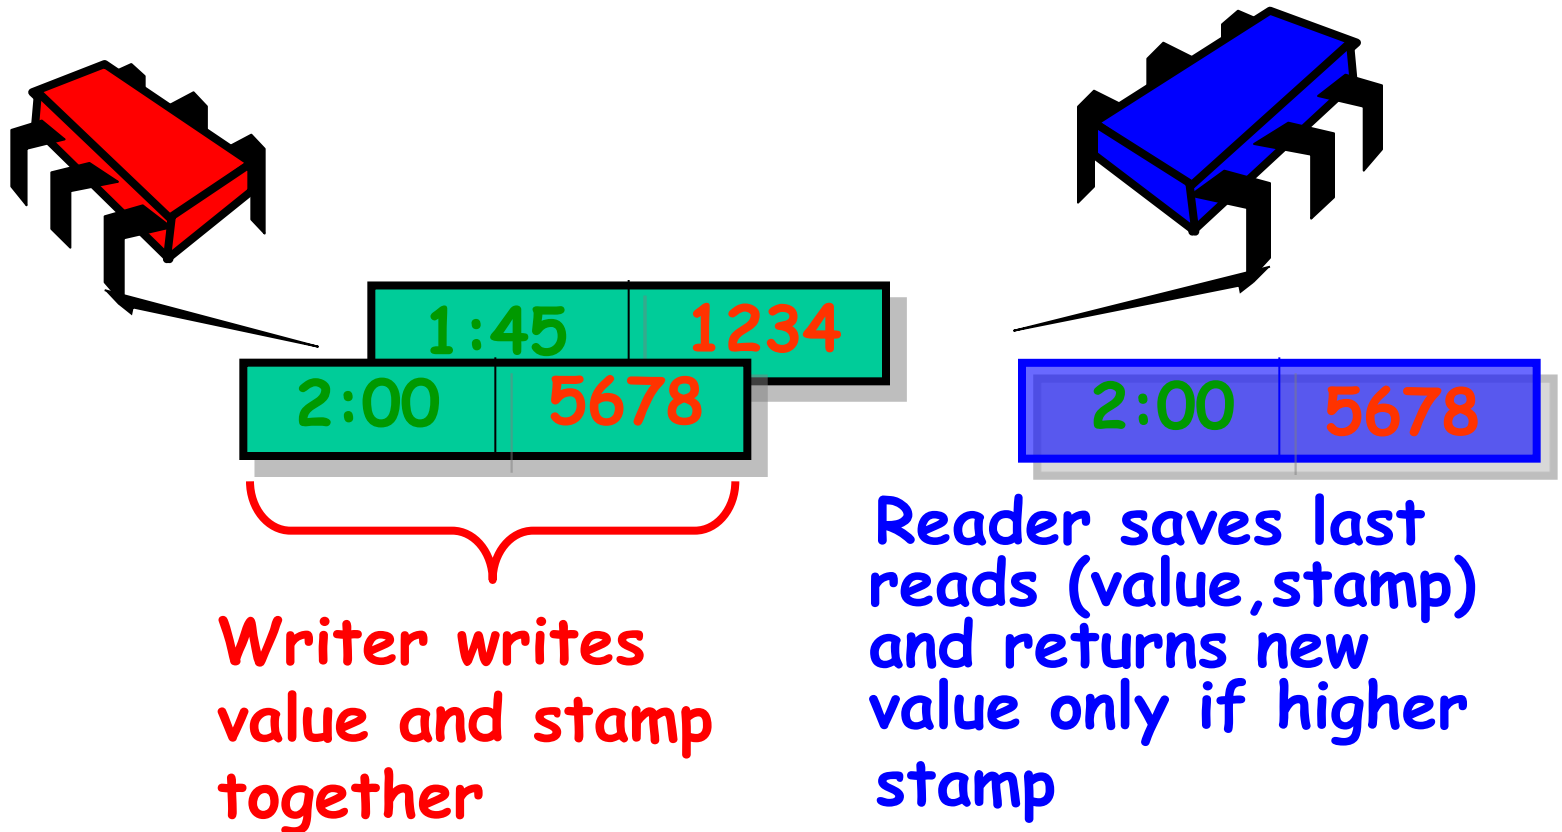 1:45 1234
2:00 5678
2:00 5678
Writer writes
value and stamp
together
Reader saves last
reads (value,stamp)
and returns new
value only if higher
stamp